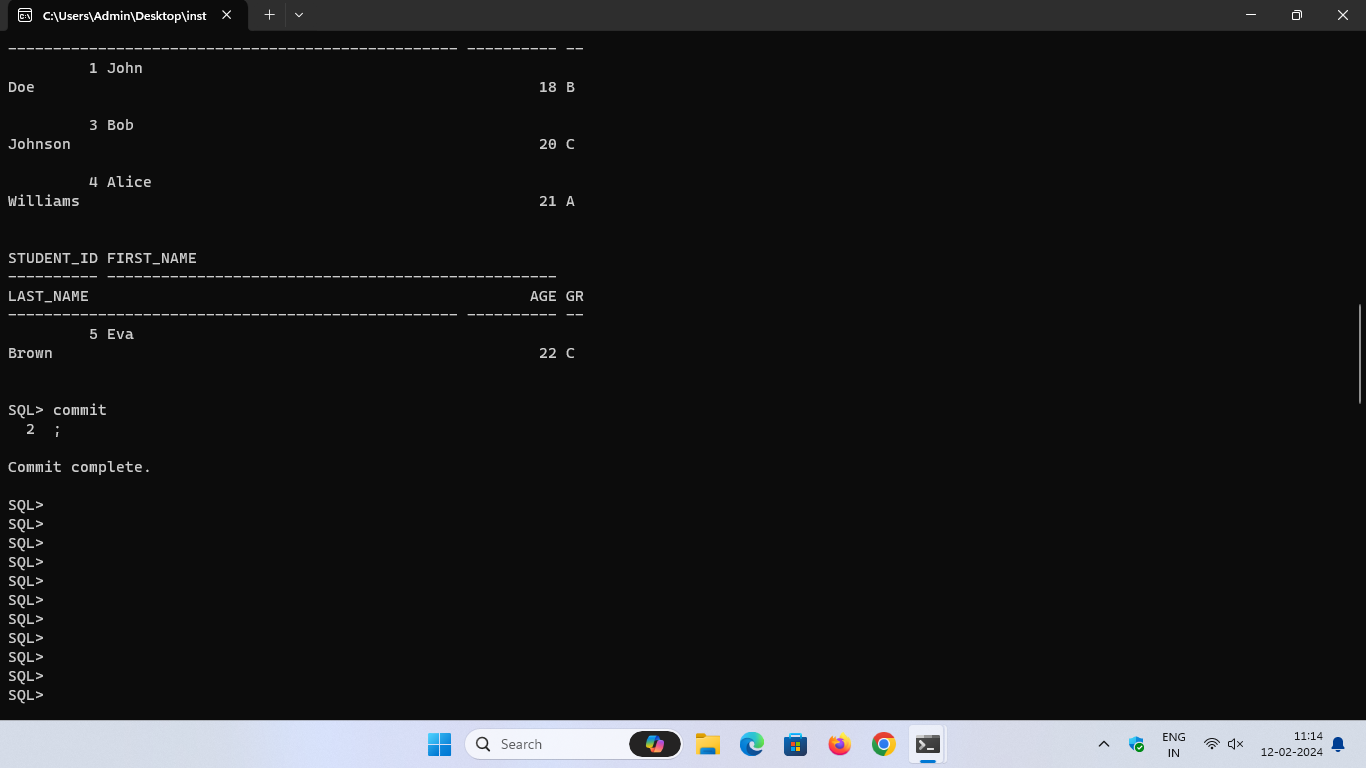 C:\Users\Admin\Desktop\inst
-------------------------------------------------- ---------- --
         1 John
Doe                                                        18 B
         3 Bob
Johnson                                                    20 C
         4 Alice
Williams                                                   21 A
STUDENT_ID FIRST_NAME
---------- --------------------------------------------------
LAST_NAME                                                 AGE GR
-------------------------------------------------- ---------- --
         5 Eva
Brown                                                      22 C
SQL> commit
  2  ;
Commit complete.
SQL>
SQL>
SQL>
SQL>
SQL>
SQL>
SQL>
SQL>
SQL>
SQL>
SQL>
Search
ENG
IN
11:14
12-02-2024